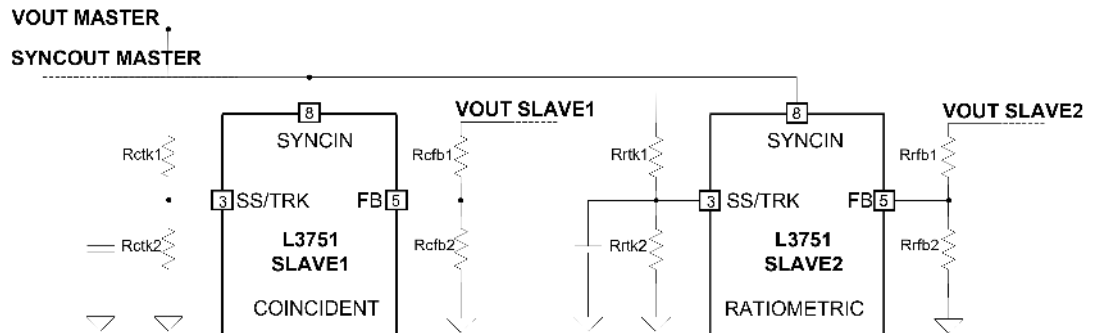 VOUT MASTER
SYNCOUT MASTER
8
SYNCIN
VOUT SLAVE1
8
SYNCIN
VOUT SLAVE2
Rctk1
Rcfb1
Rrtk1
Rrfb1
3 SS/TRK
FB 5
3 SS/TRK
FB 5
Rctk2
L3751
SLAVE1
Rcfb2
Rrtk2
L3751
SLAVE2
Rrfb2
COINCIDENT
RATIOMETRIC